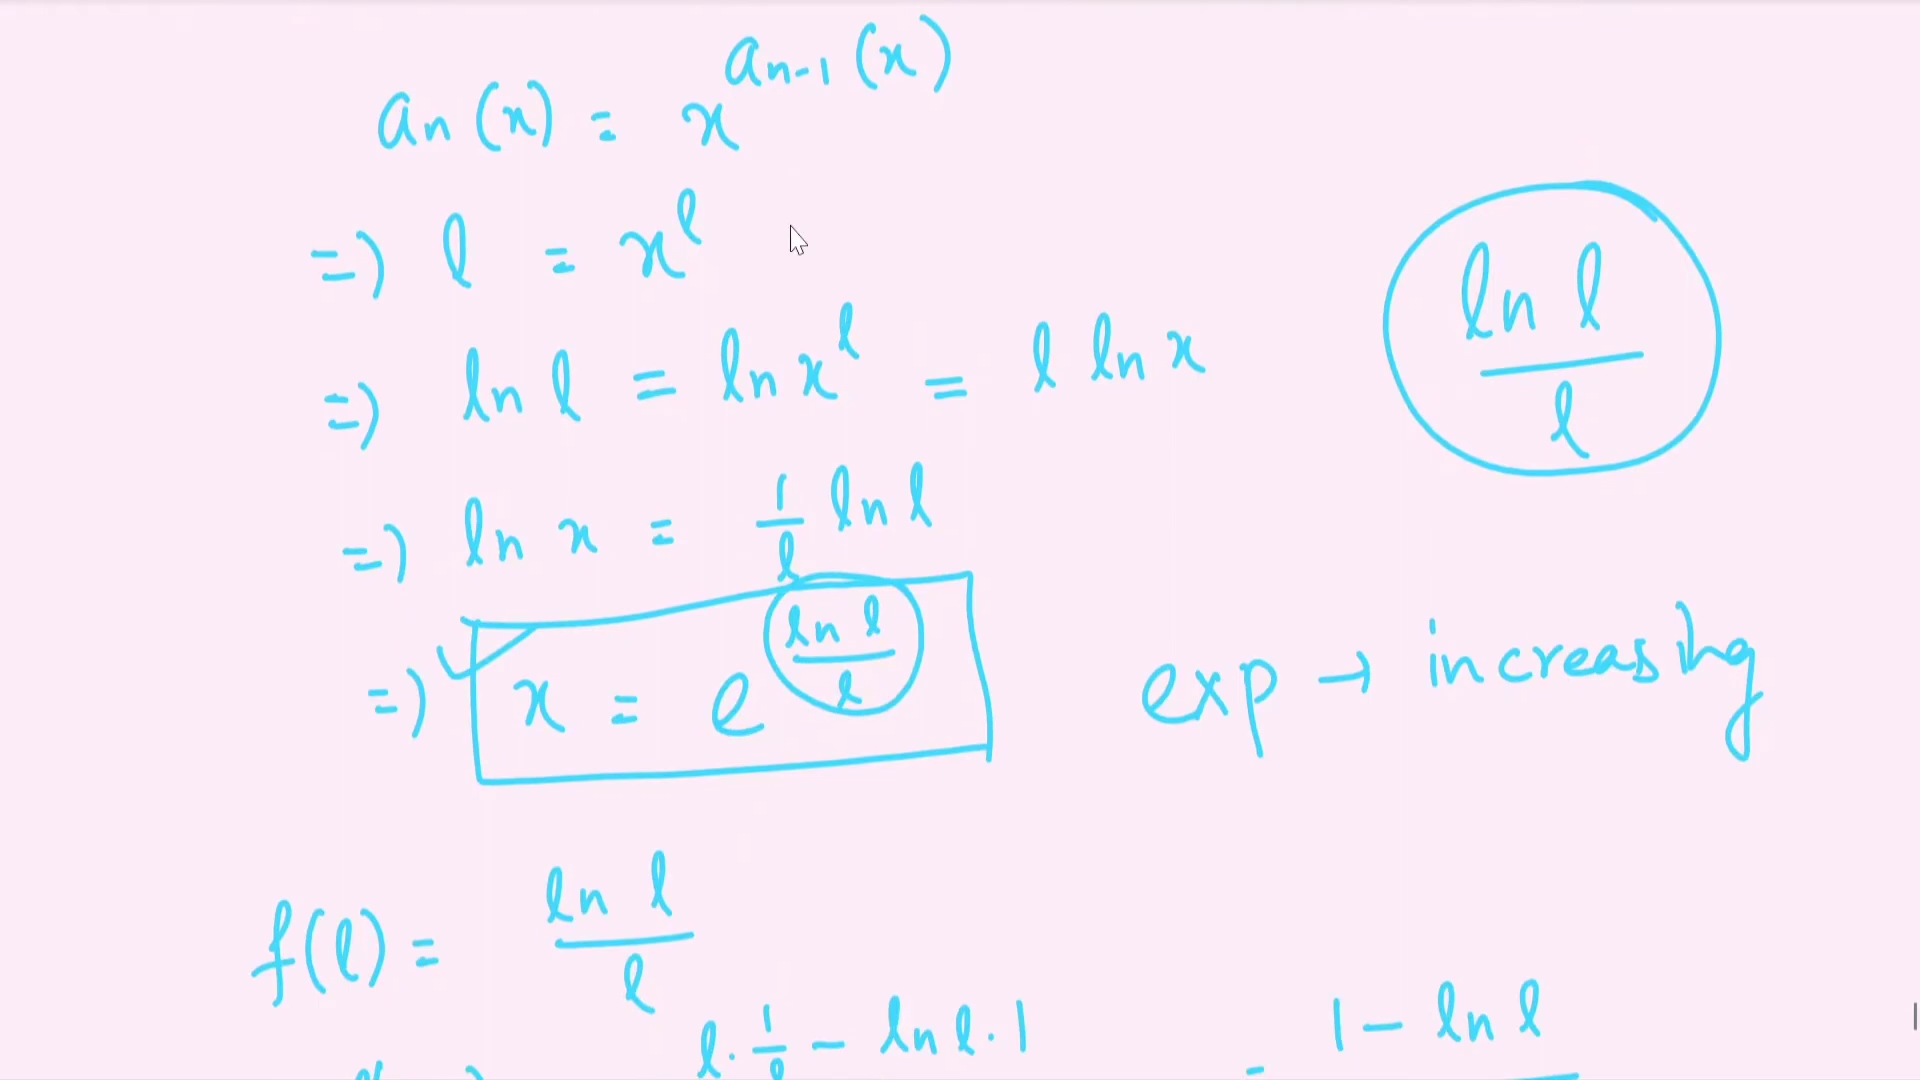 aₙ(x) = x^{aₙ₋₁(x)}
=> l = x^l
=> ln l = ln x^l = l ln x
ln l / l
=> ln x = 1/l ln l
=> x = e^{ln l / l}
exp → increasing
f(l) = ln l / l
l · 1/l − ln l · 1 = 1 − ln l